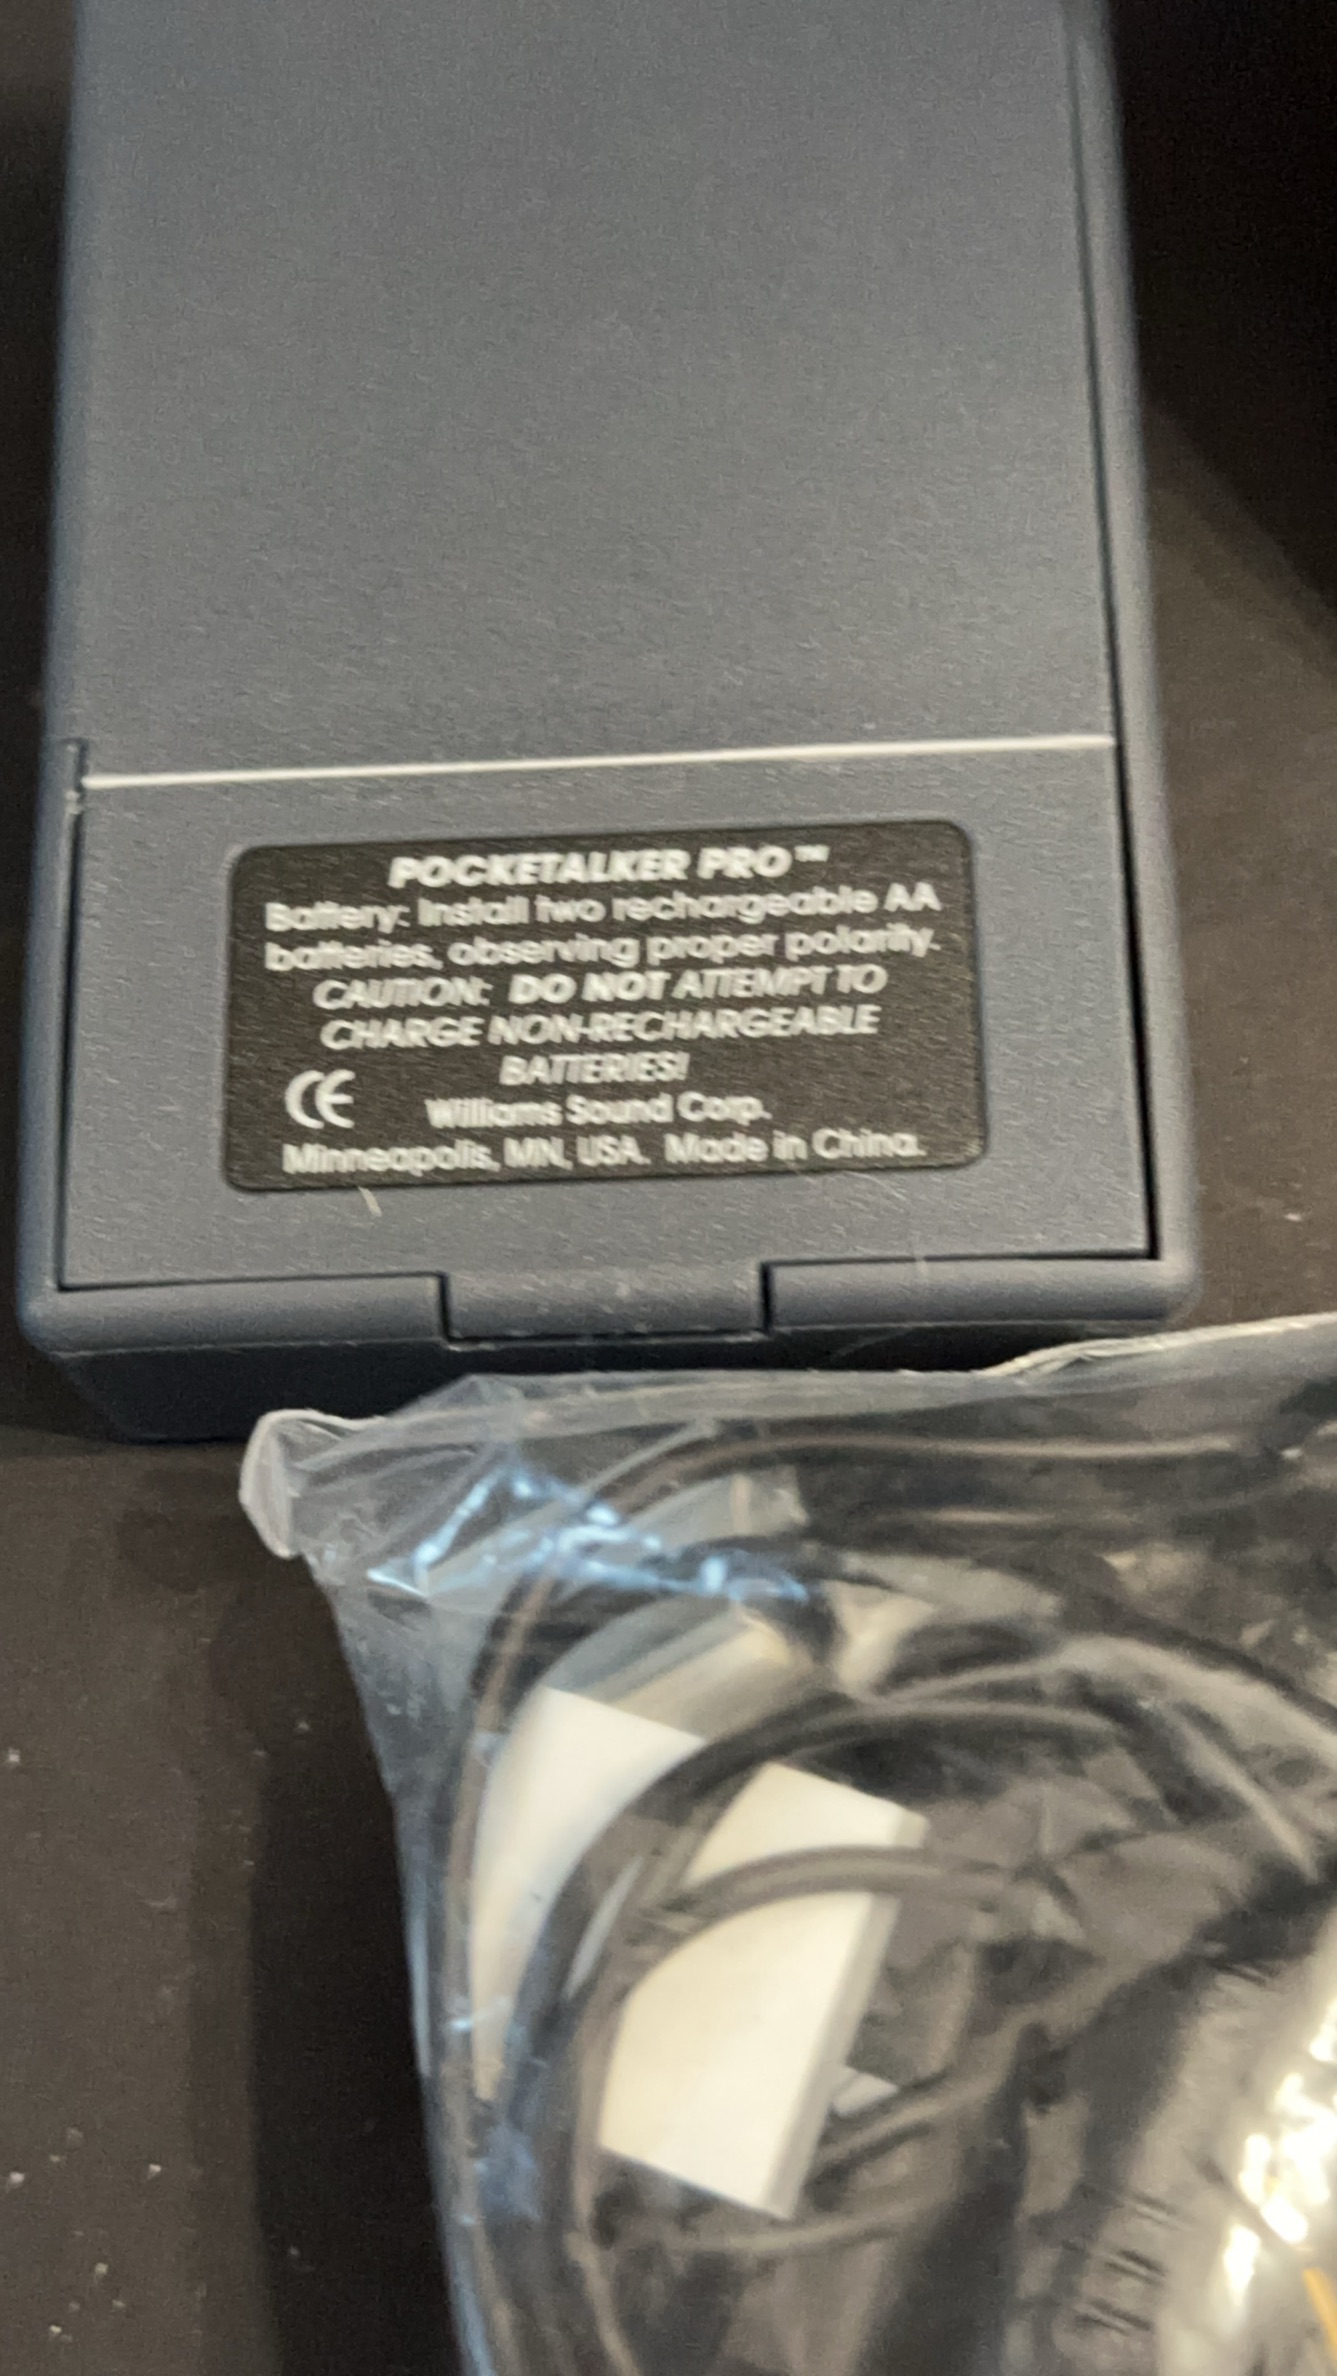 POCKETALKER PRO™
Battery: Install two rechargeable AA
batteries, observing proper polarity.
CAUTION: DO NOT ATTEMPT TO
CHARGE NON-RECHARGEABLE
BATTERIES!
CE Williams Sound Corp.
Minneapolis, MN, USA. Made in China.